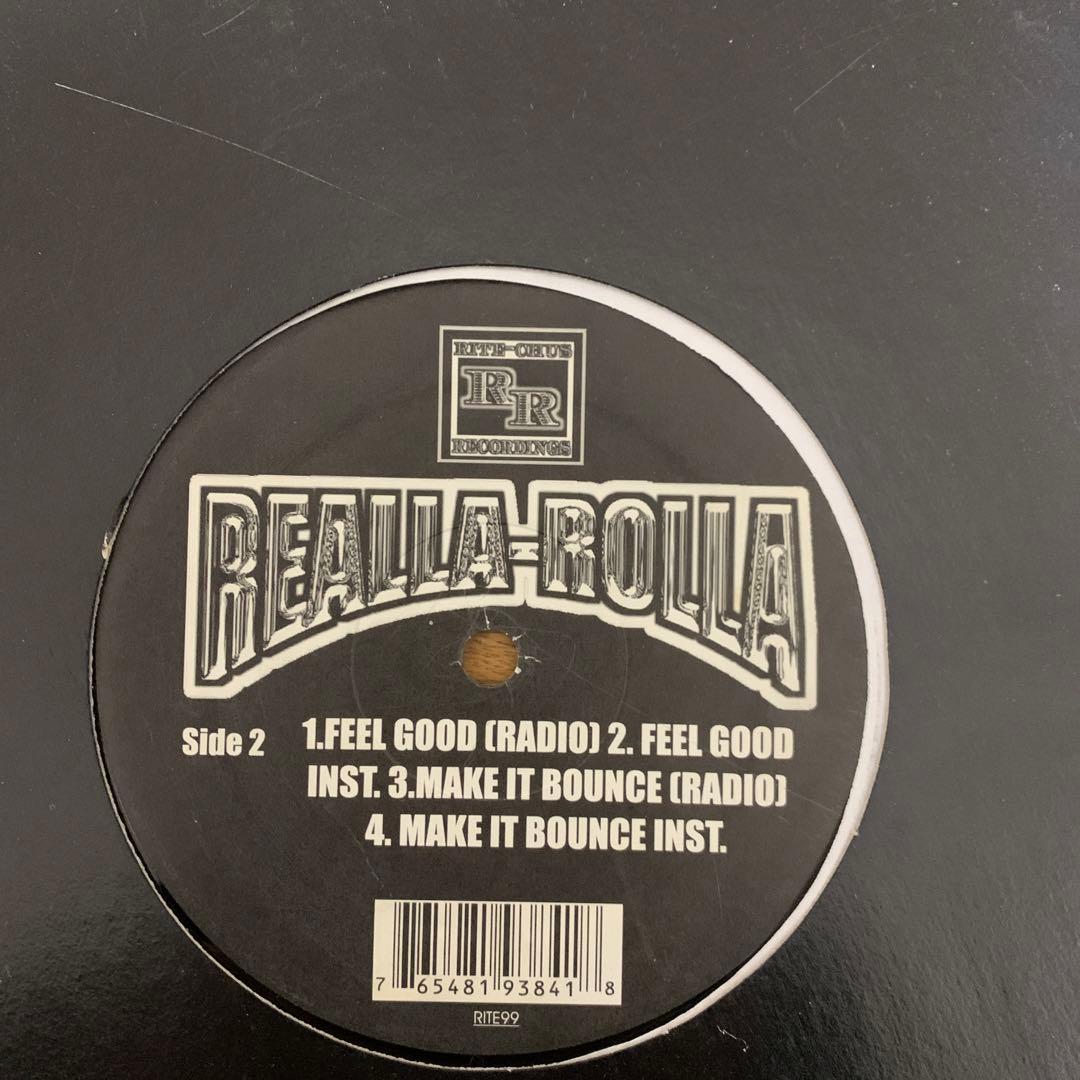 RITE-CHUS
RR
RECORDINGS
REALLA-ROLLA
Side 2 1.FEEL GOOD (RADIO) 2. FEEL GOOD
INST. 3.MAKE IT BOUNCE (RADIO)
4. MAKE IT BOUNCE INST.
7 65481 93841 8
RITE99